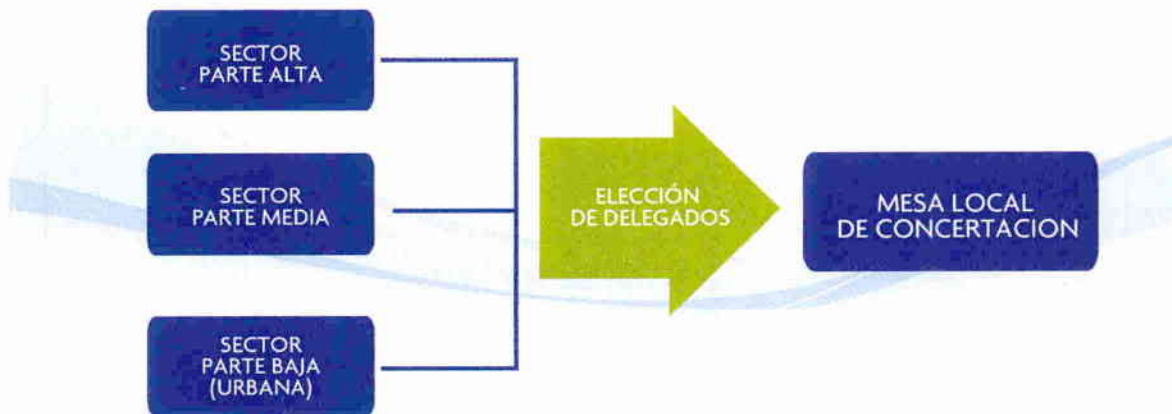 SECTOR
PARTE ALTA
SECTOR
PARTE MEDIA
SECTOR
PARTE BAJA
(URBANA)
ELECCIÓN
DE DELEGADOS
MESA LOCAL
DE CONCERTACION